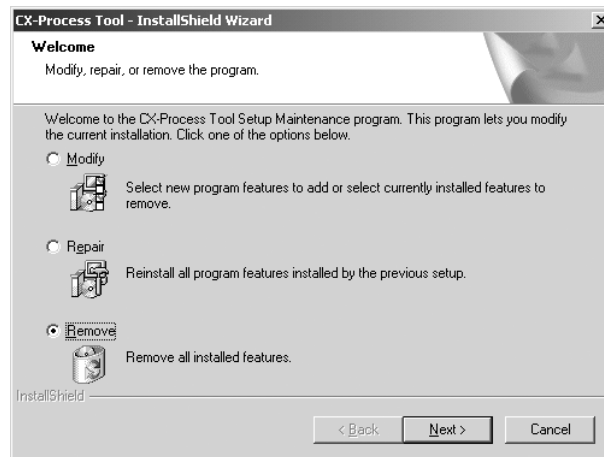 CX-Process Tool - InstallShield Wizard
Welcome
Modify, repair, or remove the program.
Welcome to the CX-Process Tool Setup Maintenance program. This program lets you modify
the current installation. Click one of the options below.
Modify
Select new program features to add or select currently installed features to
remove.
Repair
Reinstall all program features installed by the previous setup.
Remove
Remove all installed features.
InstallShield
< Back
Next >
Cancel